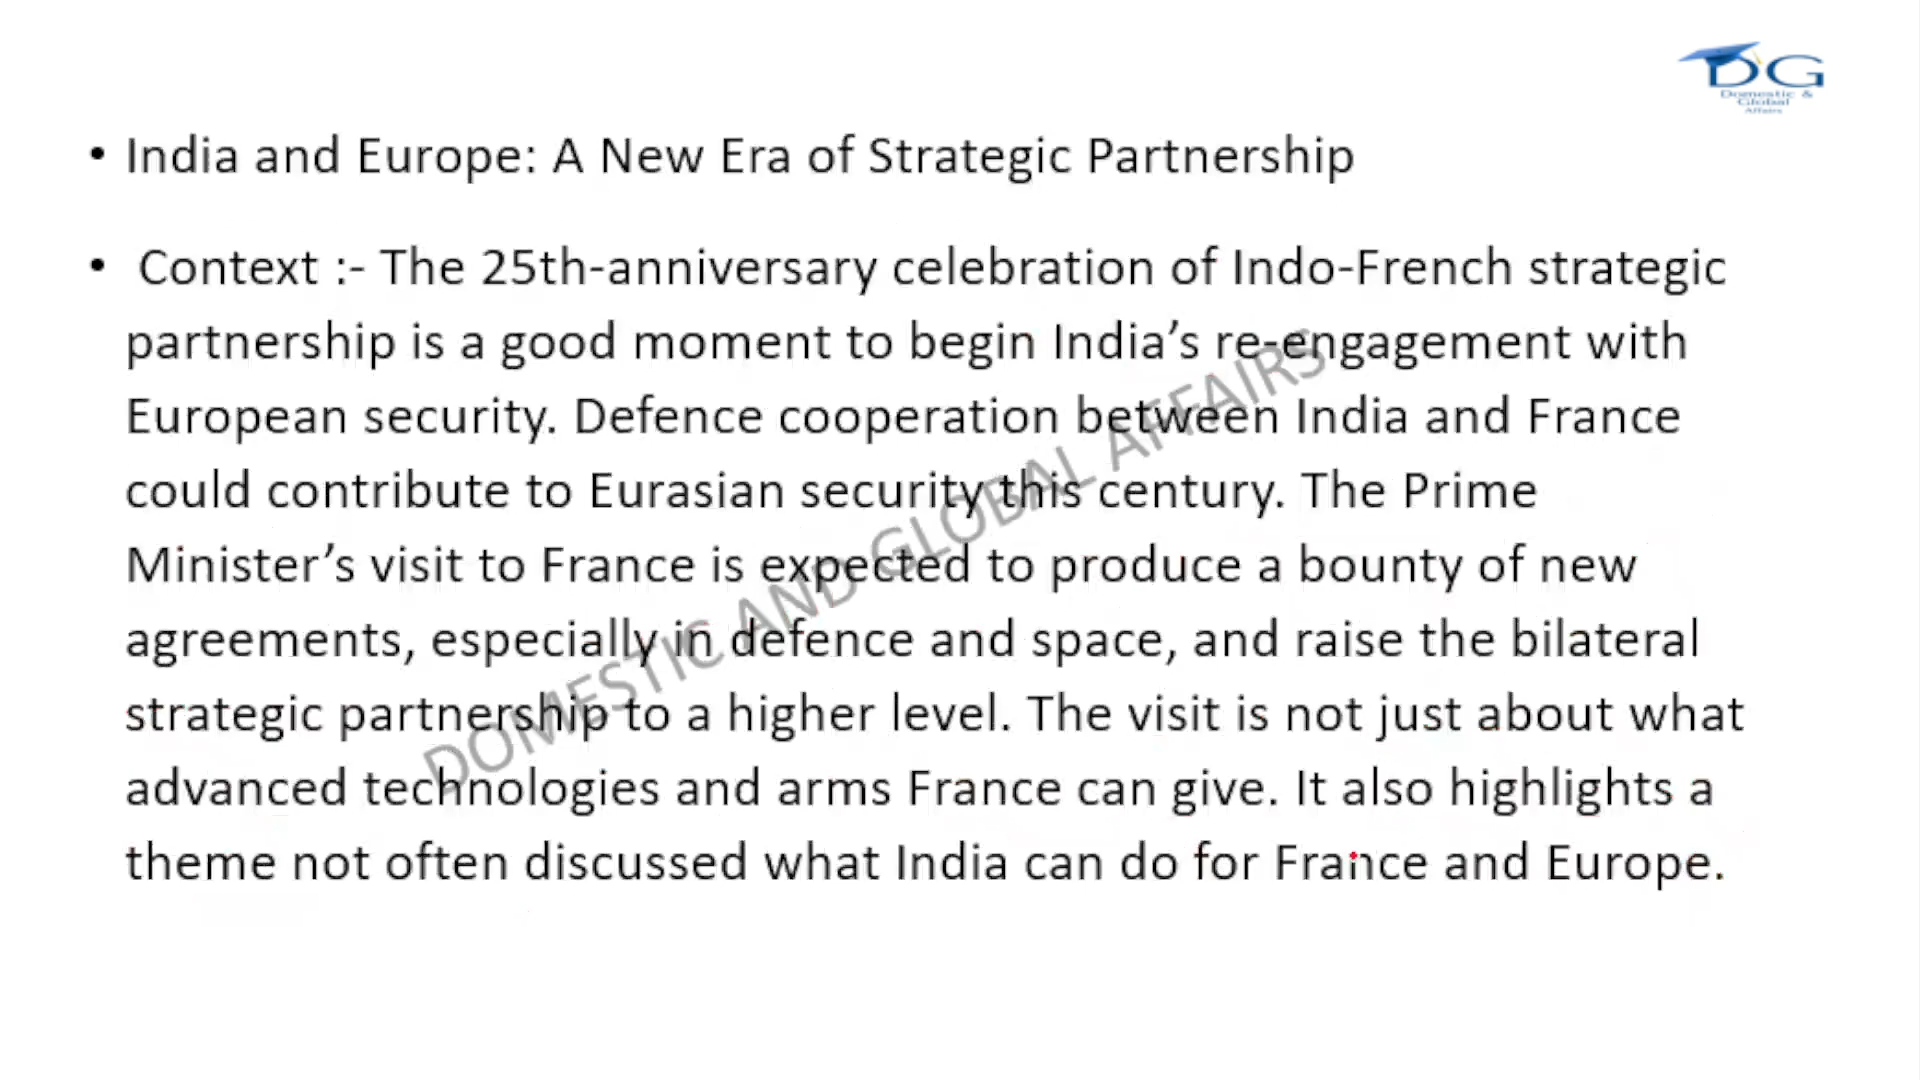 DG
Domestic &
Global
Affairs
• India and Europe: A New Era of Strategic Partnership
• Context :- The 25th-anniversary celebration of Indo-French strategic
partnership is a good moment to begin India’s re-engagement with
European security. Defence cooperation between India and France
could contribute to Eurasian security this century. The Prime
Minister’s visit to France is expected to produce a bounty of new
agreements, especially in defence and space, and raise the bilateral
strategic partnership to a higher level. The visit is not just about what
advanced technologies and arms France can give. It also highlights a
theme not often discussed what India can do for France and Europe.
DOMESTIC AND GLOBAL AFFAIRS